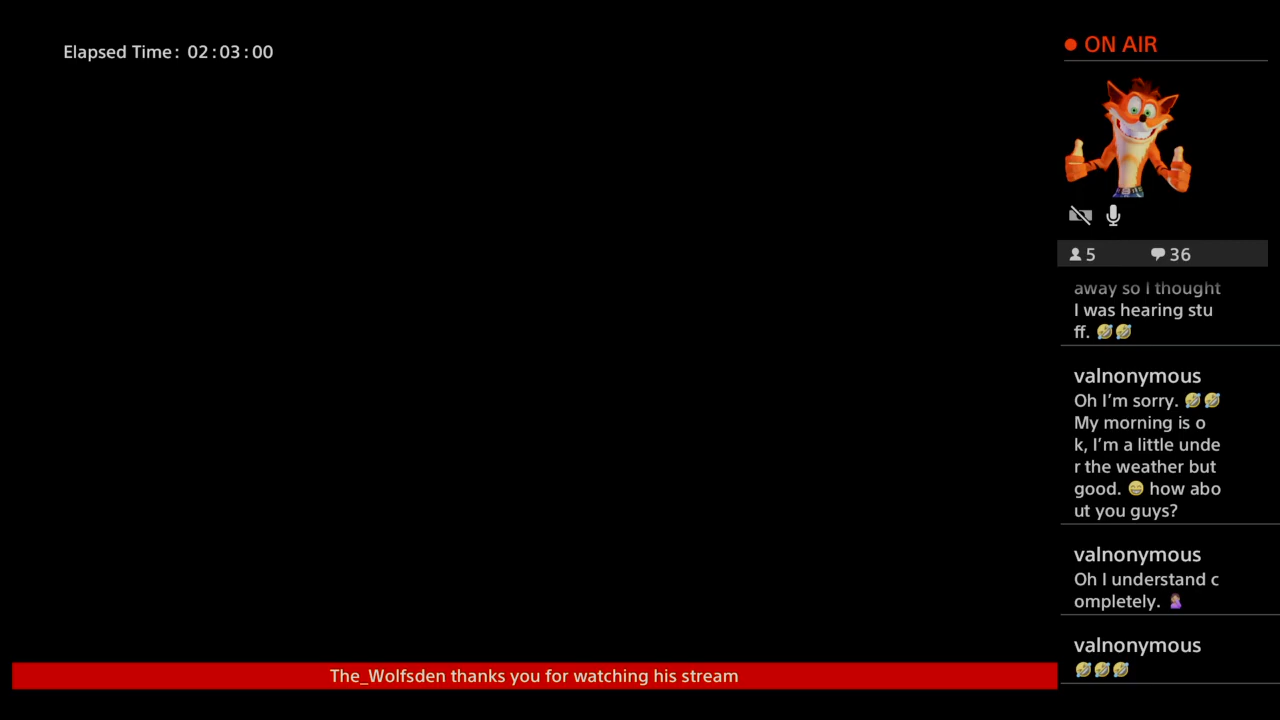 Elapsed Time: 02:03:00
ON AIR
5 36
away so I thought
I was hearing stu
ff. 🤣🤣
valnonymous
Oh I’m sorry. 🤣🤣
My morning is o
k, I’m a little unde
r the weather but
good. 😄 how abo
ut you guys?
valnonymous
Oh I understand c
ompletely. 🤷🏽‍♀️
valnonymous
🤣🤣🤣
The_Wolfsden thanks you for watching his stream